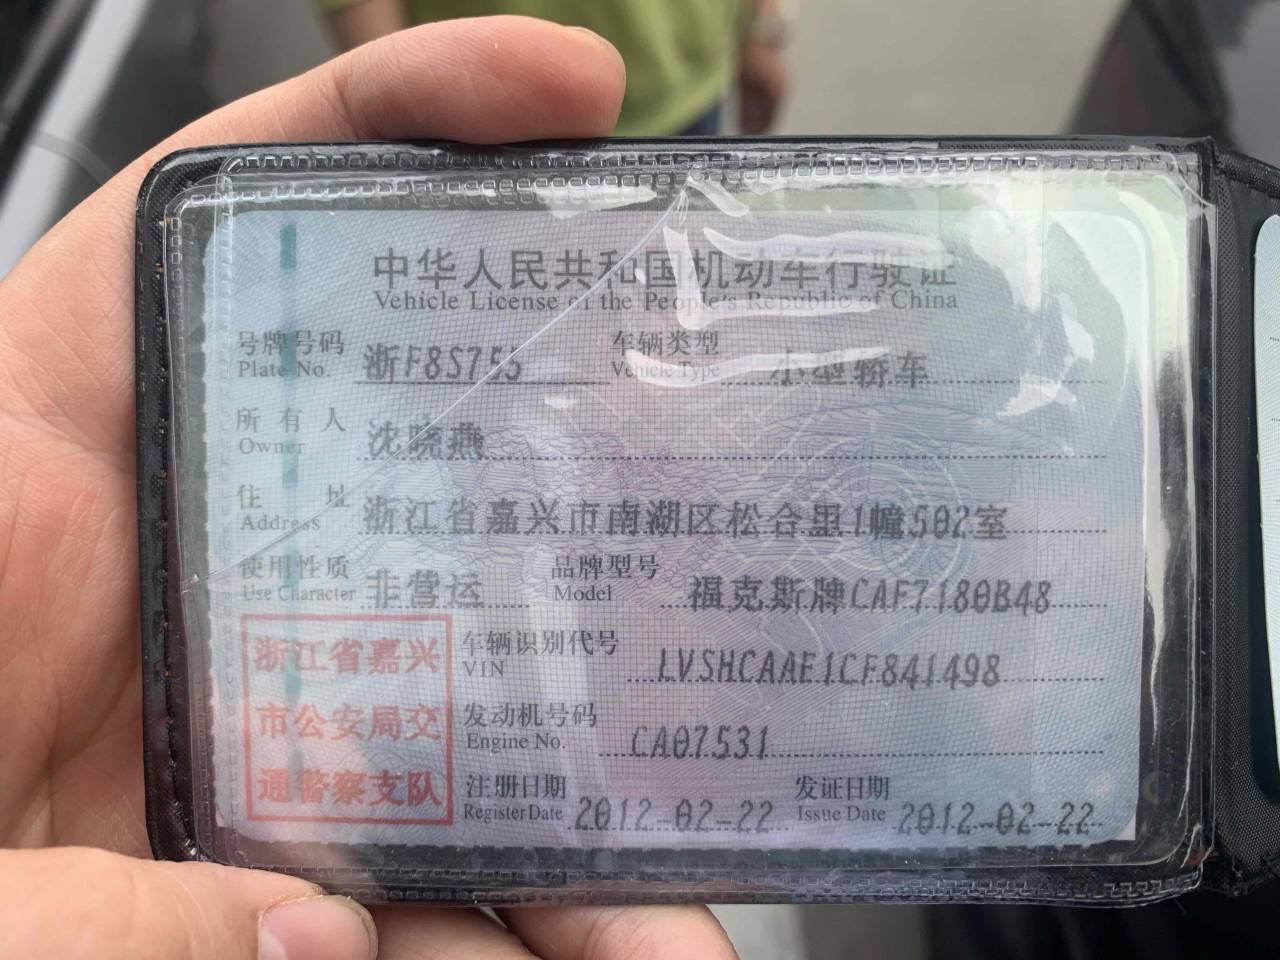 中华人民共和国机动车行驶证
Vehicle License of the People's Republic of China
号牌号码 浙F8S755 车辆类型 小型轿车
Plate No. Vehicle Type
所有人 沈晓燕
Owner
住址 浙江省嘉兴市南湖区松合里1幢502室
Address
使用性质 非营运 品牌型号 福克斯牌CAF7180B48
Use Character Model
浙江省嘉兴
市公安局交
通警察支队
车辆识别代号 LVSHCAAE1CF841498
VIN
发动机号码 CA07531
Engine No.
注册日期 2012-02-22 发证日期 2012-02-22
Register Date Issue Date